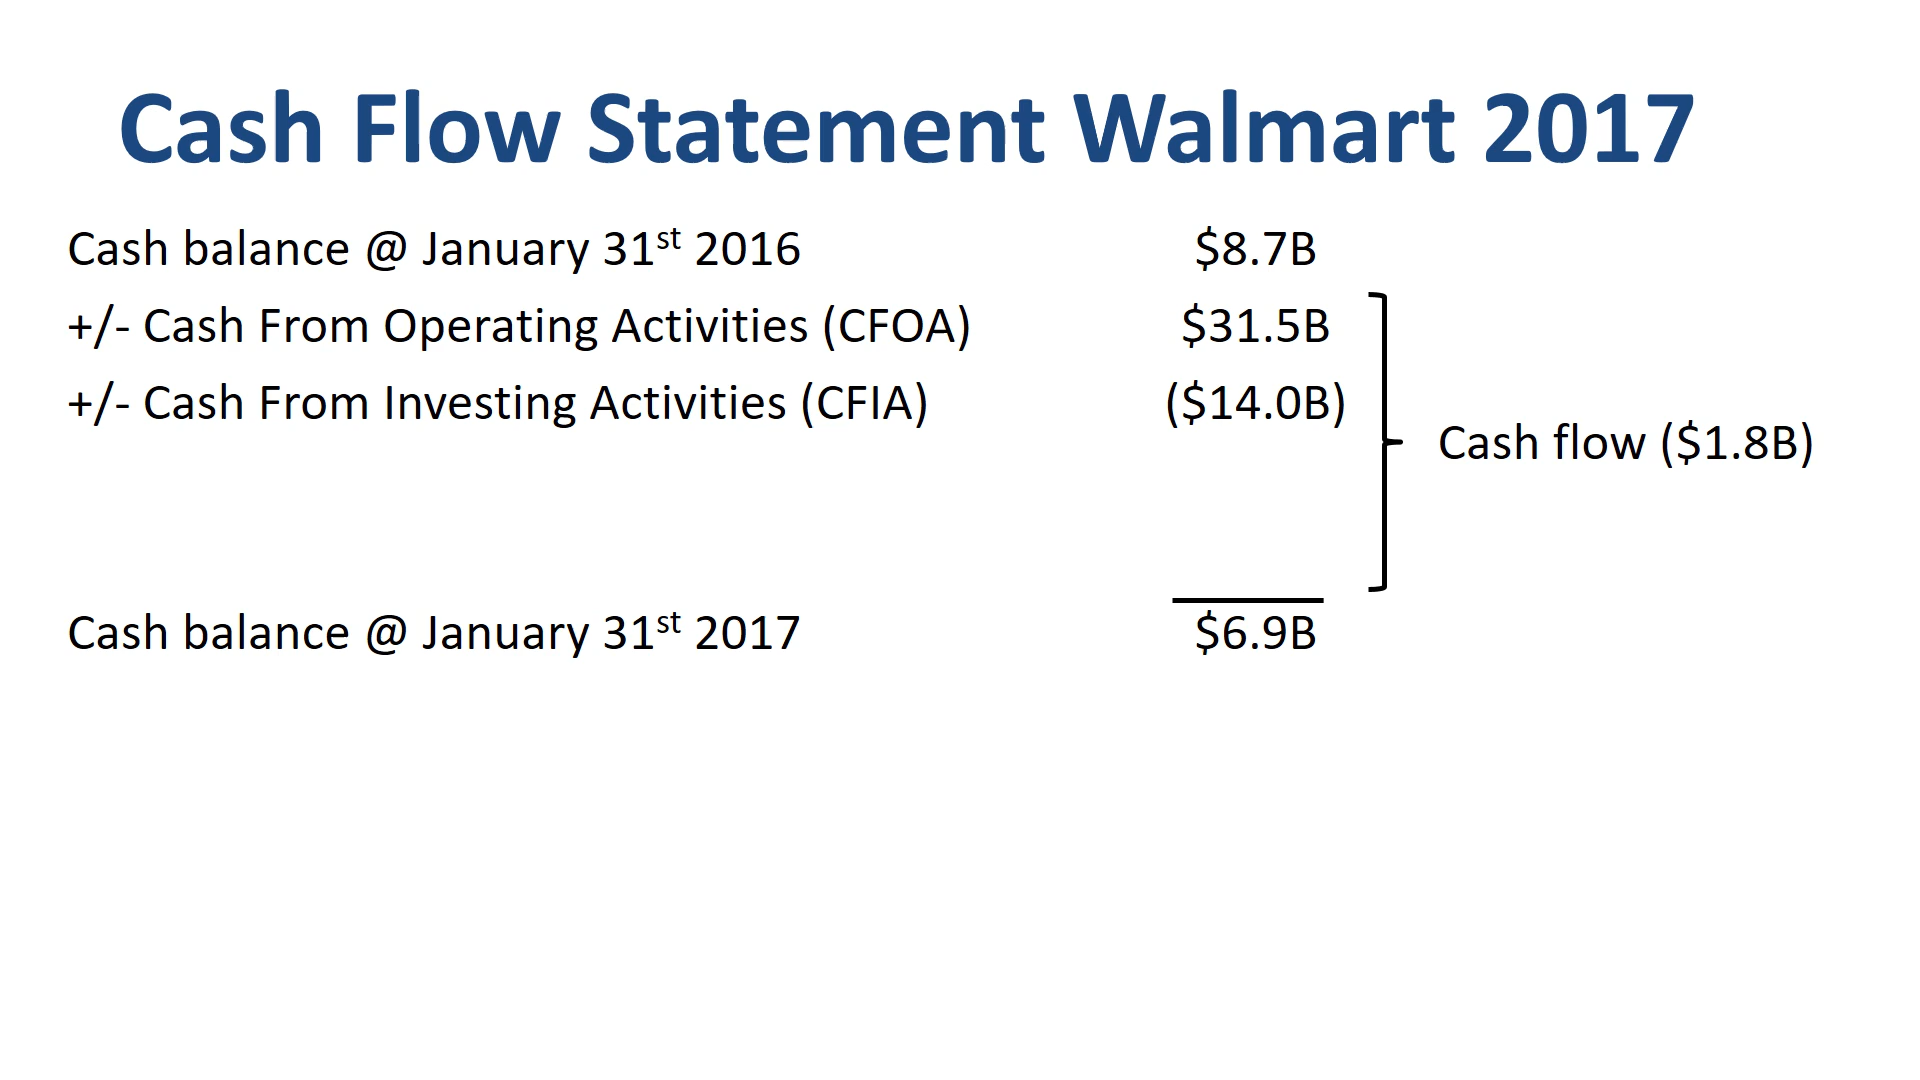 Cash Flow Statement Walmart 2017
Cash balance @ January 31st 2016 $8.7B
+/- Cash From Operating Activities (CFOA) $31.5B
+/- Cash From Investing Activities (CFIA) ($14.0B)
Cash flow ($1.8B)
Cash balance @ January 31st 2017 $6.9B